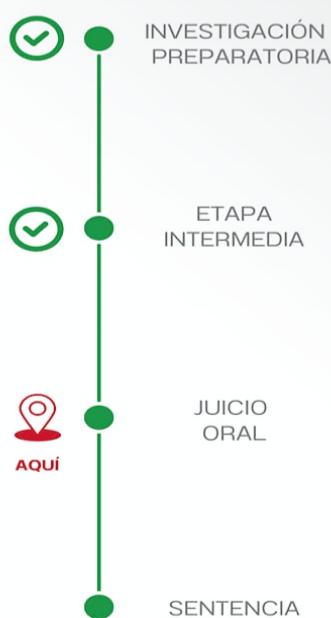 INVESTIGACIÓN
PREPARATORIA
ETAPA
INTERMEDIA
JUICIO
ORAL
AQUÍ
SENTENCIA